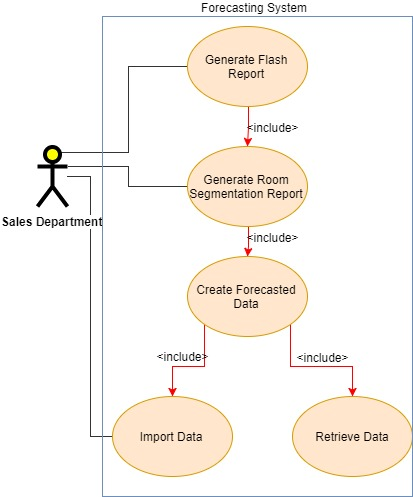 Forecasting System
Generate Flash
Report
<include>
Generate Room
Segmentation Report
Sales Department
<include>
Create Forecasted
Data
<include>
<include>
Import Data
Retrieve Data